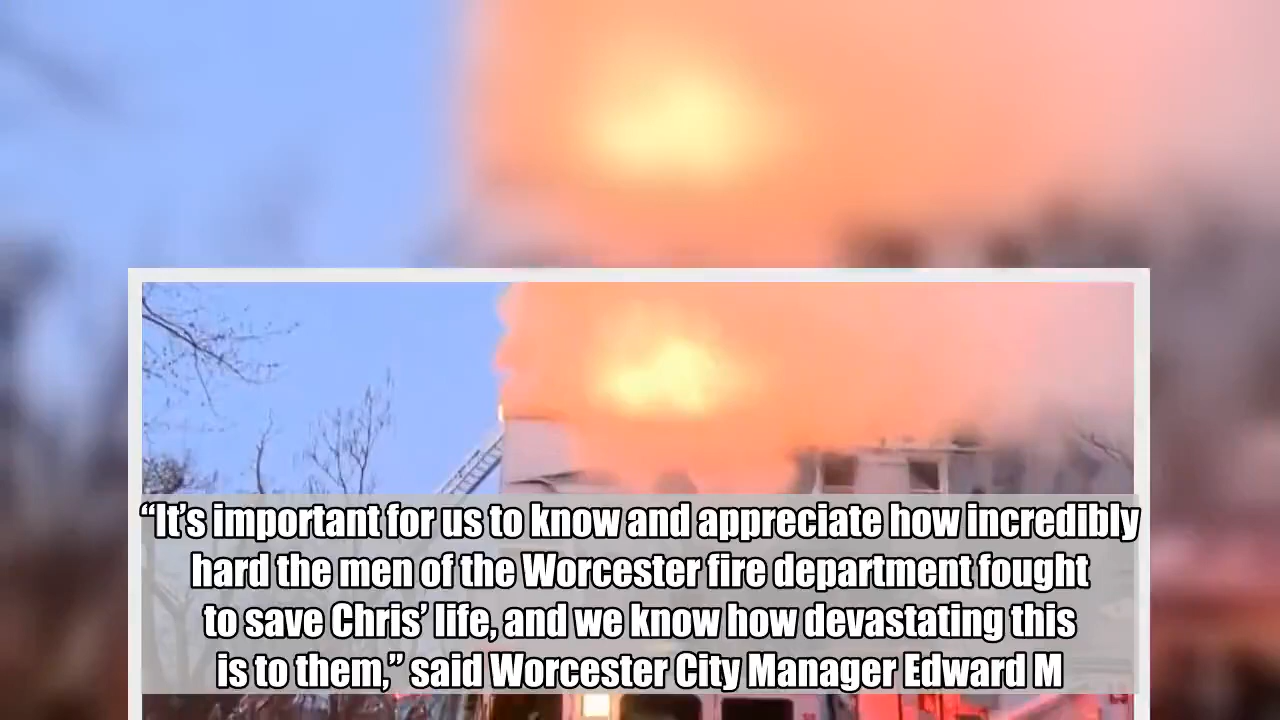 “It’s important for us to know and appreciate how incredibly
hard the men of the Worcester fire department fought
to save Chris’ life, and we know how devastating this
is to them,” said Worcester City Manager Edward M